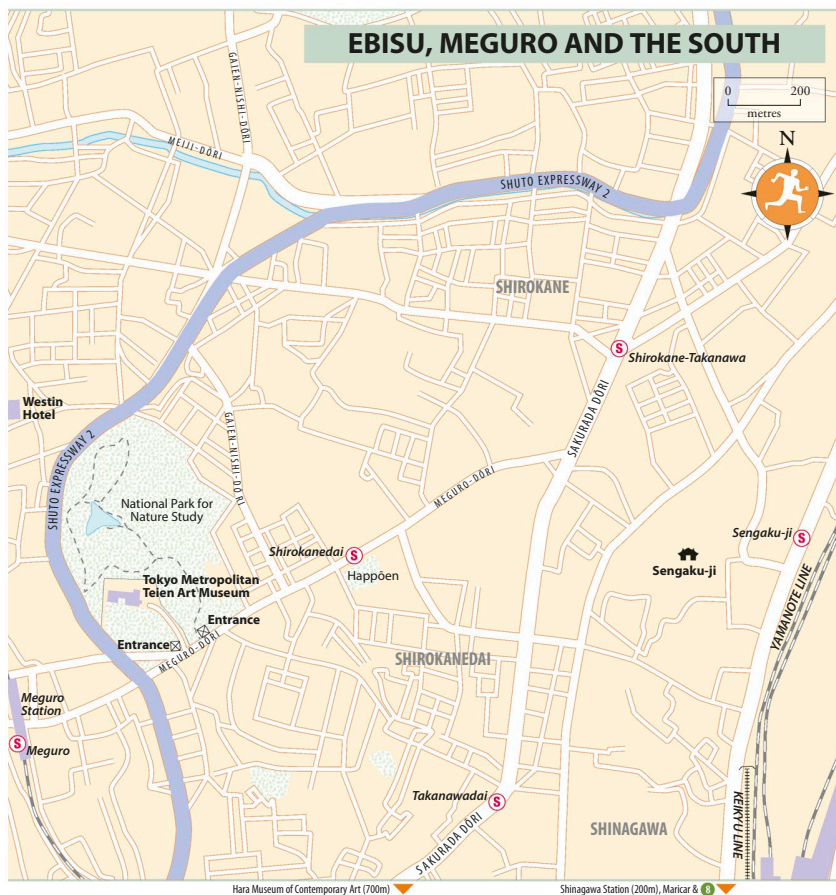 EBISU, MEGURO AND THE SOUTH
0 200
metres
N
GAIEN-NISHI-DŌRI
MEIJI-DŌRI
SHUTO EXPRESSWAY 2
SHIROKANE
S
Shirokane-Takanawa
SAKURADA DŌRI
Westin
Hotel
SHUTO EXPRESSWAY 2
GAIEN-NISHI-DŌRI
MEGURO-DŌRI
National Park for
Nature Study
Shirokanedai
S
Happōen
Sengaku-ji
S
Sengaku-ji
YAMANOTE LINE
Tokyo Metropolitan
Teien Art Museum
Entrance
Entrance
MEGURO-DŌRI
SHIROKANEDAI
Meguro
Station
S
Meguro
Takanawadai
S
SAKURADA DŌRI
SHINAGAWA
KEIKYU LINE
Hara Museum of Contemporary Art (700m)
Shinagawa Station (200m), Maricar & 8